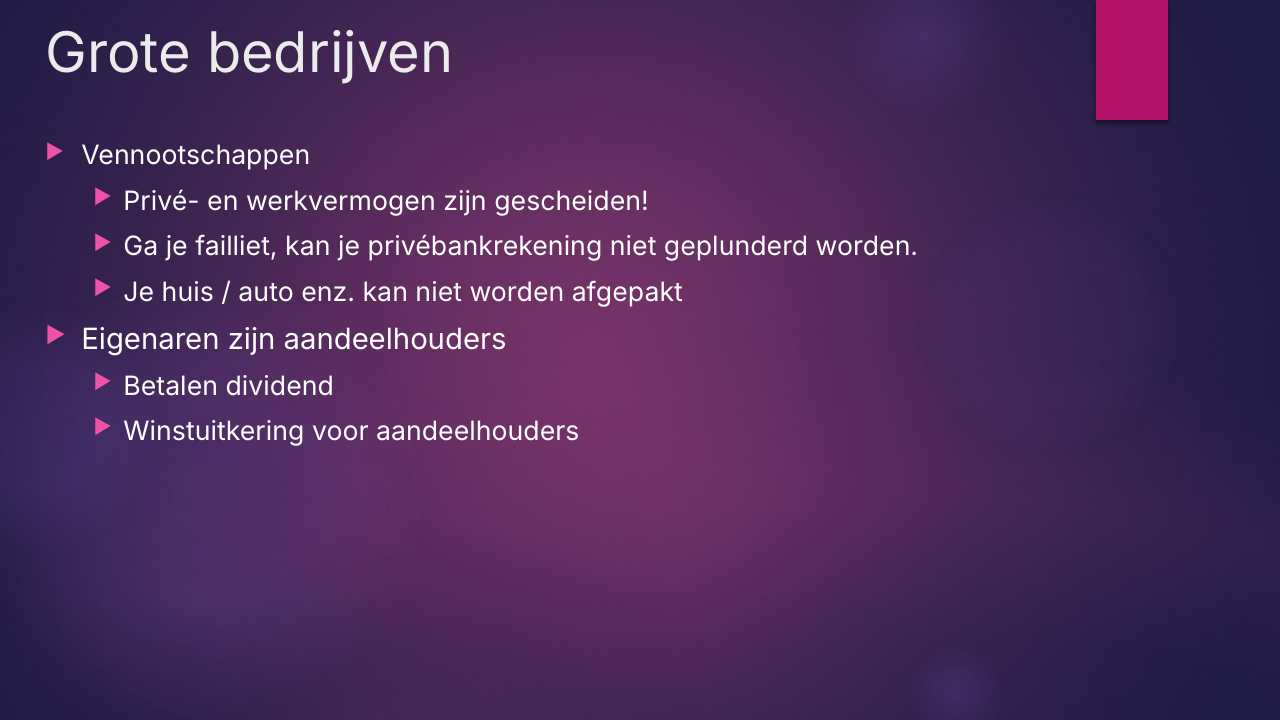 Grote bedrijven
Vennootschappen
Privé- en werkvermogen zijn gescheiden!
Ga je failliet, kan je privébankrekening niet geplunderd worden.
Je huis / auto enz. kan niet worden afgepakt
Eigenaren zijn aandeelhouders
Betalen dividend
Winstuitkering voor aandeelhouders